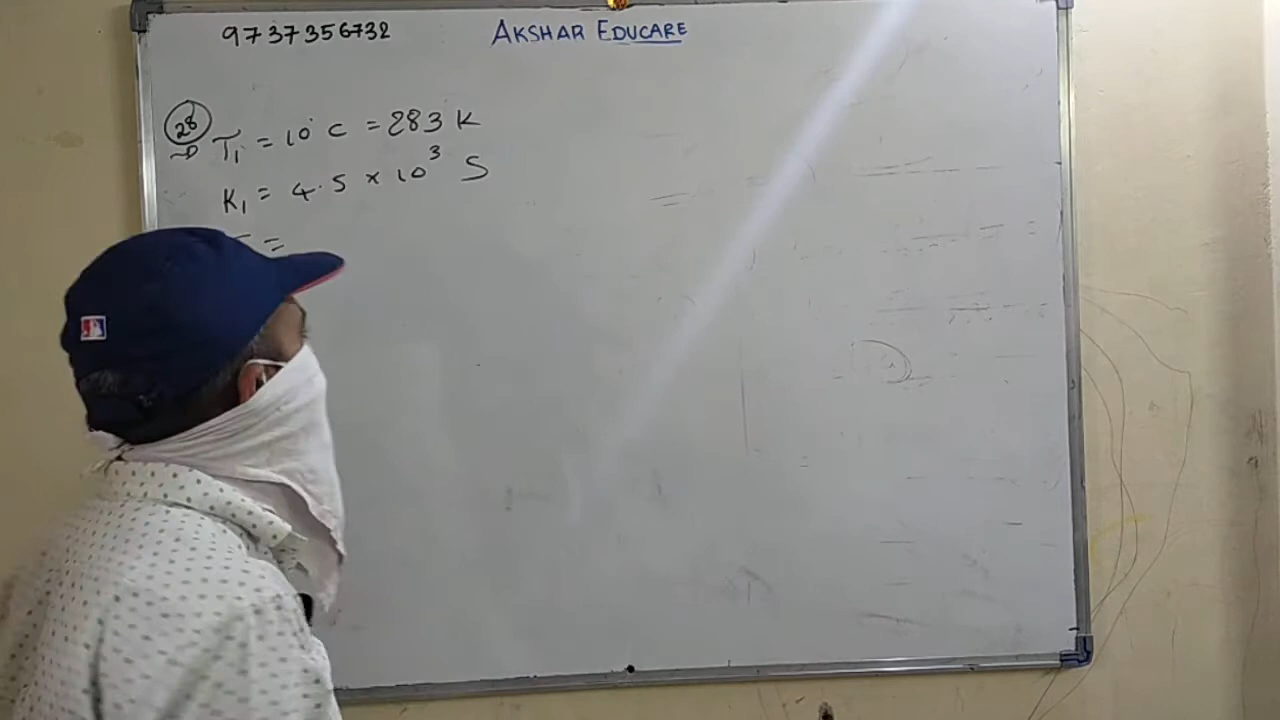 9737356732
AKSHAR EDUCARE
28
T₁ = 10°C = 283 K
K₁ = 4.5 × 10³ S
=